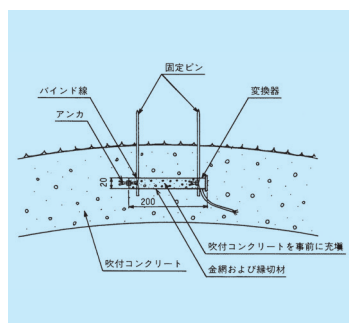 固定ピン
バインド線
変換器
アンカ
20
200
吹付コンクリートを事前に充塡
吹付コンクリート
金網および縁切材